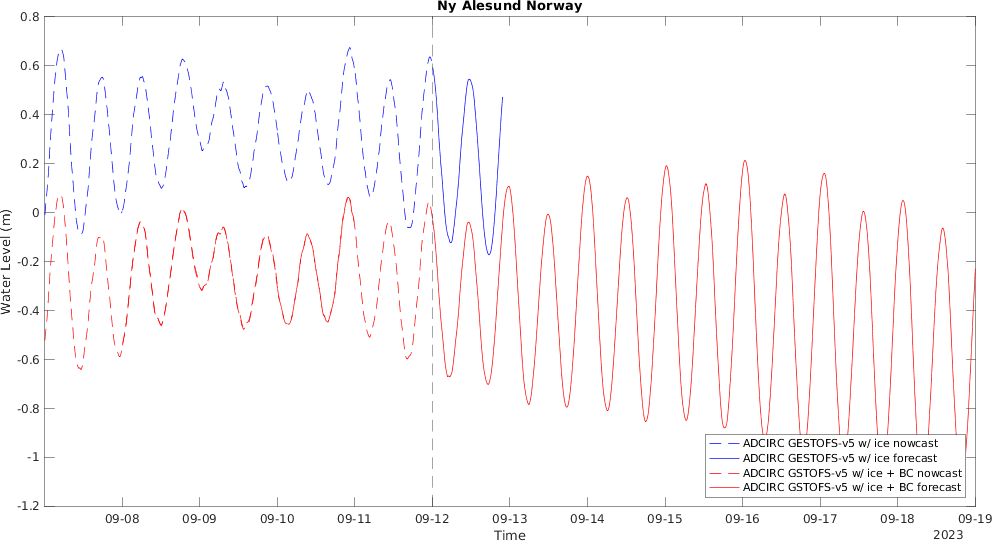 Ny Alesund Norway
Water Level (m)
0.8
0.6
0.4
0.2
0
-0.2
-0.4
-0.6
-0.8
-1
-1.2
ADCIRC GESTOFS-v5 w/ ice nowcast
ADCIRC GESTOFS-v5 w/ ice forecast
ADCIRC GSTOFS-v5 w/ ice + BC nowcast
ADCIRC GSTOFS-v5 w/ ice + BC forecast
09-08 09-09 09-10 09-11 09-12 09-13 09-14 09-15 09-16 09-17 09-18 09-19
Time
2023